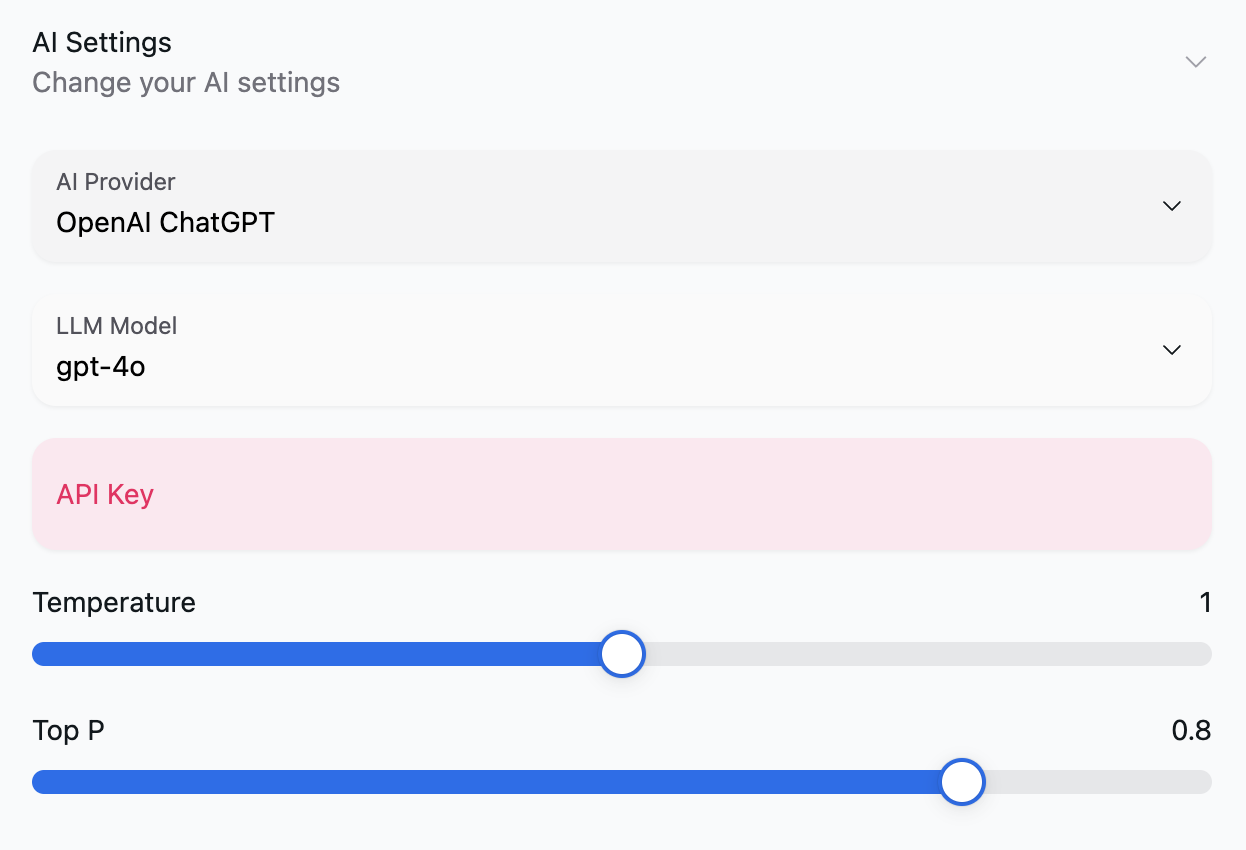 AI Settings
Change your AI settings
AI Provider
OpenAI ChatGPT
LLM Model
gpt-4o
API Key
Temperature 1
Top P 0.8